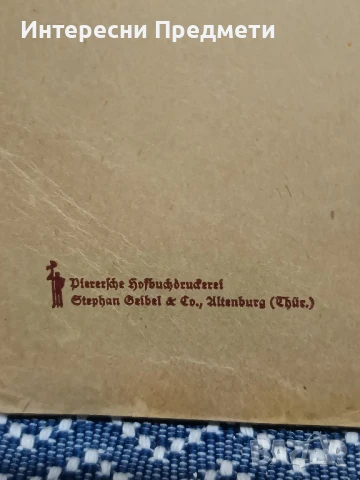 Интересни Предмети
Pierersche Hofbuchdruckerei
Stephan Geibel & Co., Altenburg (Thür.)